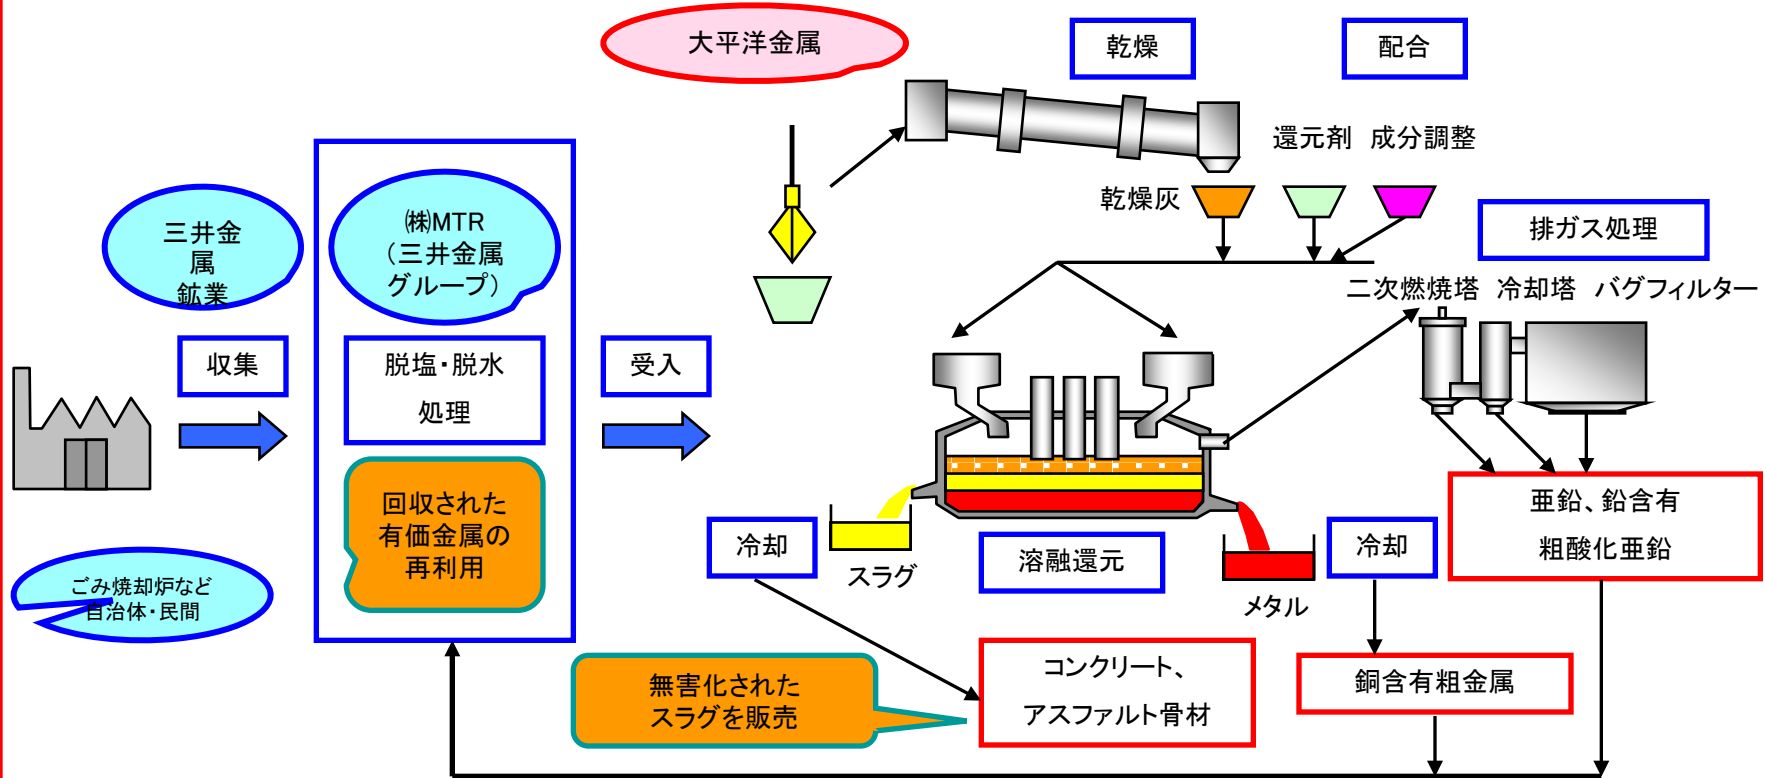 大平洋金属
乾燥
配合
還元剤 成分調整
乾燥灰
排ガス処理
二次燃焼塔 冷却塔 バグフィルター
三井金
属
鉱業
㈱MTR
(三井金属
グループ)
収集
脱塩・脱水
処理
受入
回収された
有価金属の
再利用
ごみ焼却炉など
自治体・民間
冷却
スラグ
溶融還元
メタル
冷却
亜鉛、鉛含有
粗酸化亜鉛
無害化された
スラグを販売
コンクリート、
アスファルト骨材
銅含有粗金属